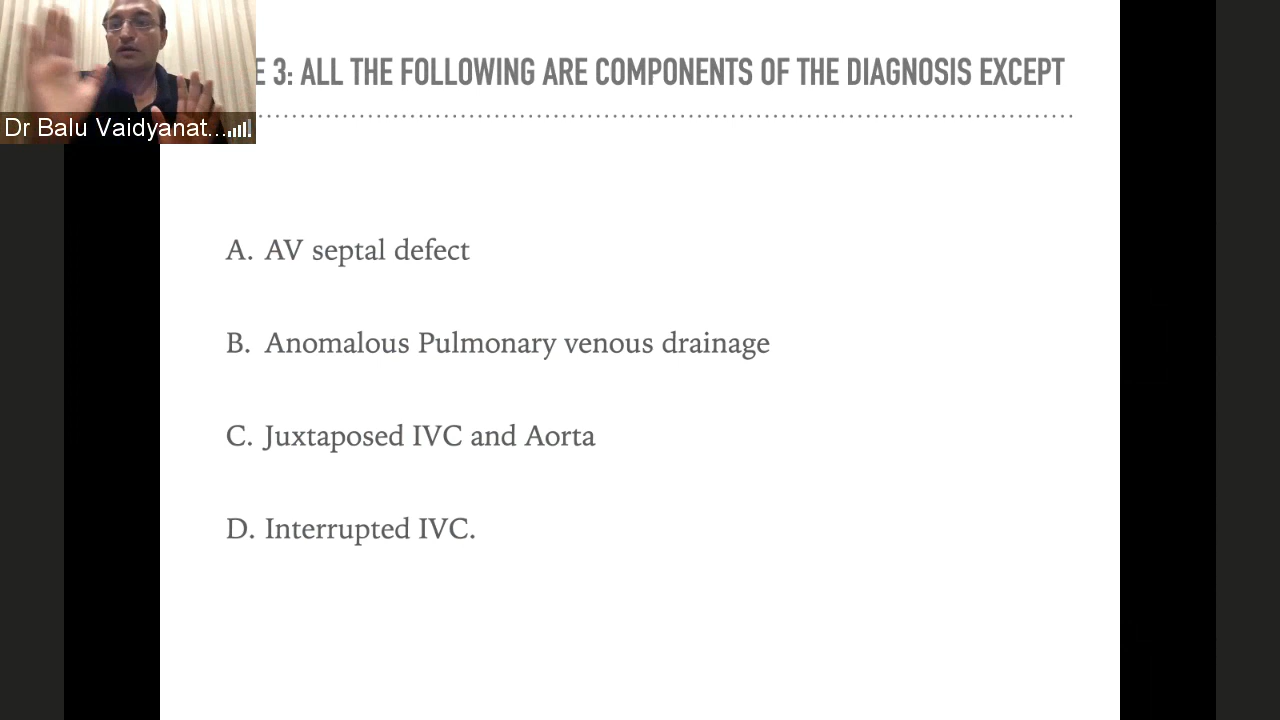 E 3: ALL THE FOLLOWING ARE COMPONENTS OF THE DIAGNOSIS EXCEPT
Dr Balu Vaidyanat...
A. AV septal defect
B. Anomalous Pulmonary venous drainage
C. Juxtaposed IVC and Aorta
D. Interrupted IVC.